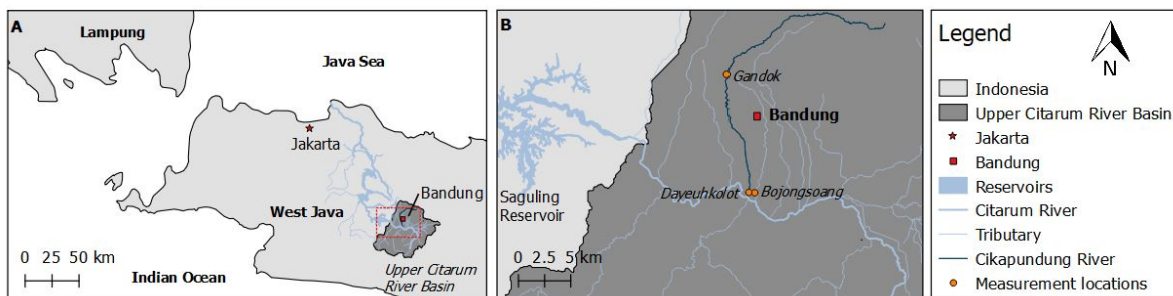 A
Lampung
Java Sea
Jakarta
Bandung
West Java
0 25 50 km
Indian Ocean
Upper Citarum
River Basin
B
Gandok
Bandung
Dayeuhkolot
Bojongsoang
Saguling
Reservoir
0 2.5 5 km
Legend
N
Indonesia
Upper Citarum River Basin
Jakarta
Bandung
Reservoirs
Citarum River
Tributary
Cikapundung River
Measurement locations